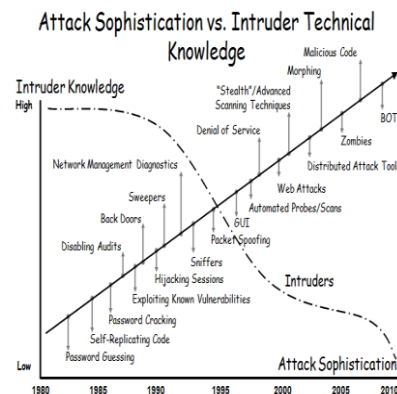 Attack Sophistication vs. Intruder Technical
Knowledge
Intruder Knowledge
High
Malicious Code
Morphing
"Stealth"/Advanced
Scanning Techniques
BOT
Denial of Service
Zombies
Network Management Diagnostics
Distributed Attack Tool
Sweepers
Web Attacks
Automated Probes/Scans
Back Doors
GUI
Packet Spoofing
Disabling Audits
Sniffers
Hijacking Sessions
Intruders
Exploiting Known Vulnerabilities
Password Cracking
Self-Replicating Code
Password Guessing
Attack Sophistication
Low
1980 1985 1990 1995 2000 2005 2010